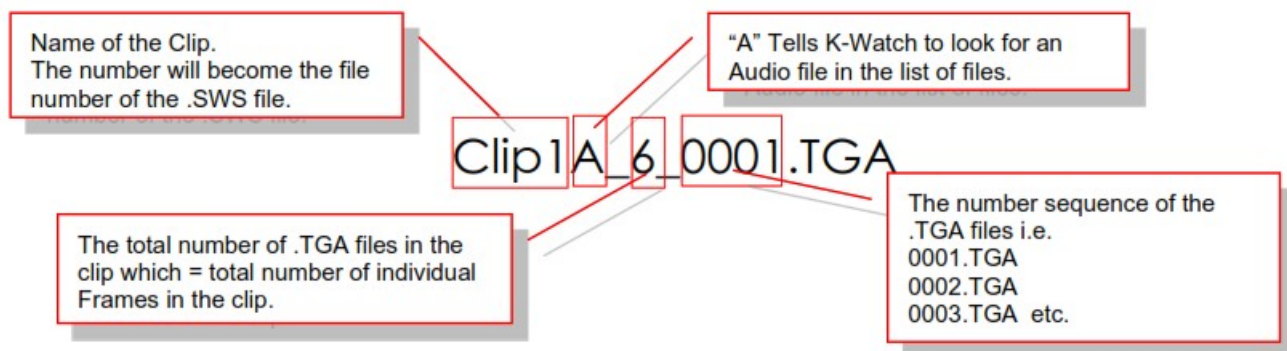 Name of the Clip.
The number will become the file
number of the .SWS file.
“A” Tells K-Watch to look for an
Audio file in the list of files.
Clip1A_6_0001.TGA
The total number of .TGA files in the
clip which = total number of individual
Frames in the clip.
The number sequence of the
.TGA files i.e.
0001.TGA
0002.TGA
0003.TGA etc.